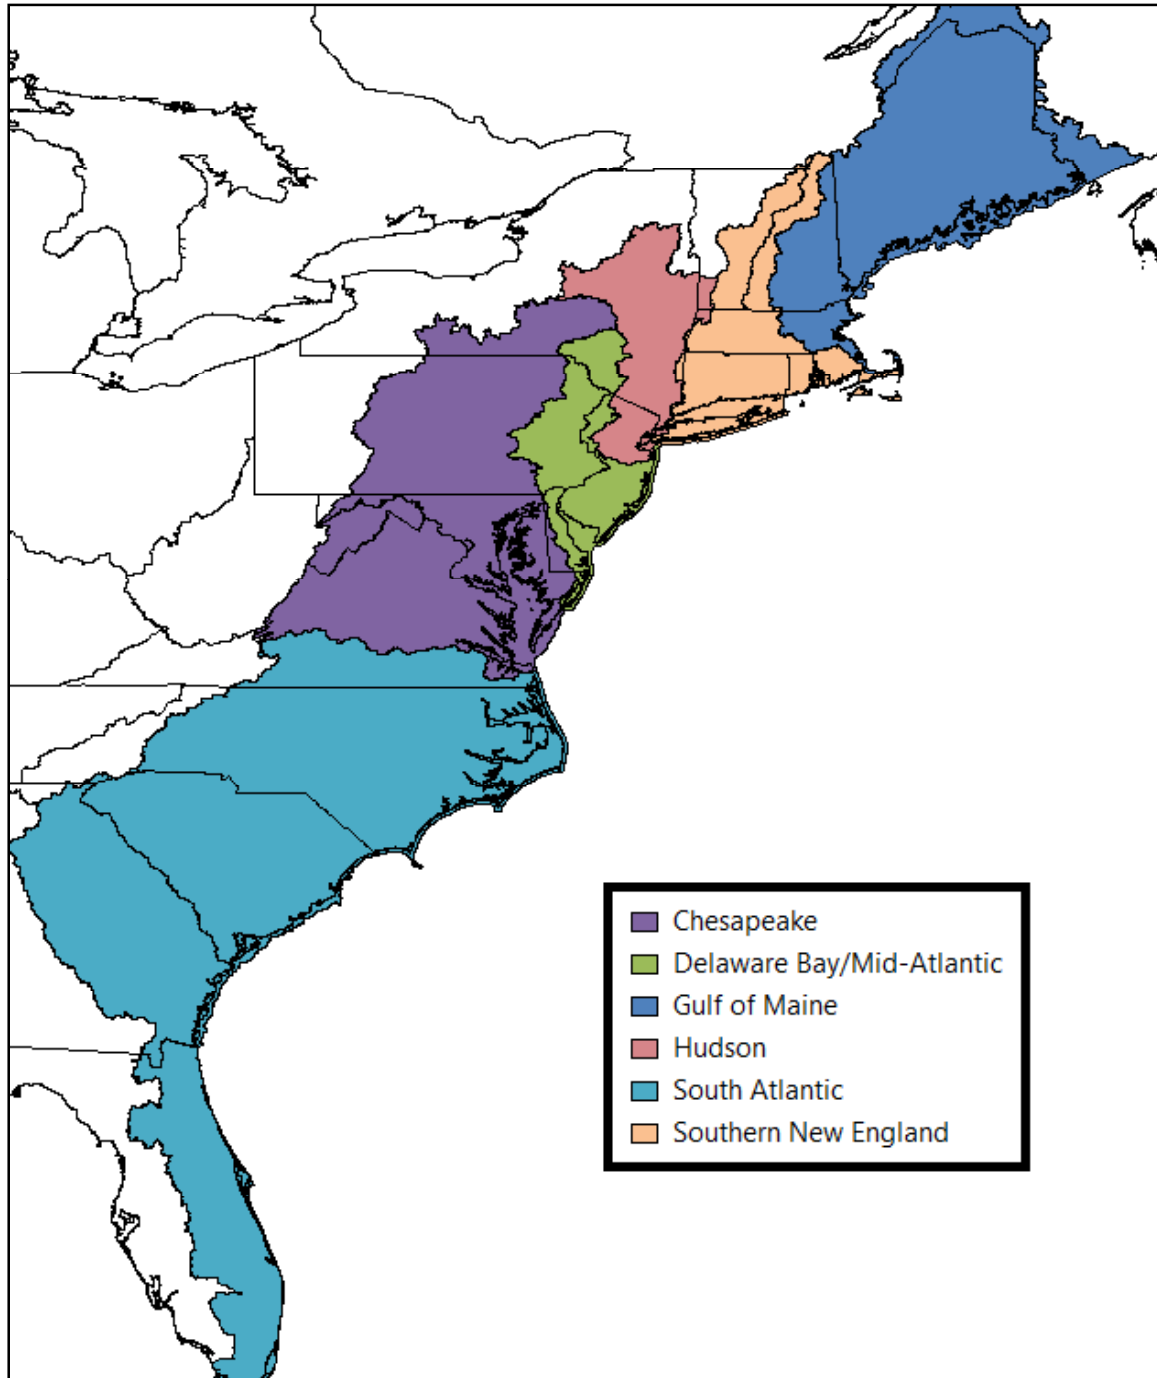 Chesapeake
Delaware Bay/Mid-Atlantic
Gulf of Maine
Hudson
South Atlantic
Southern New England